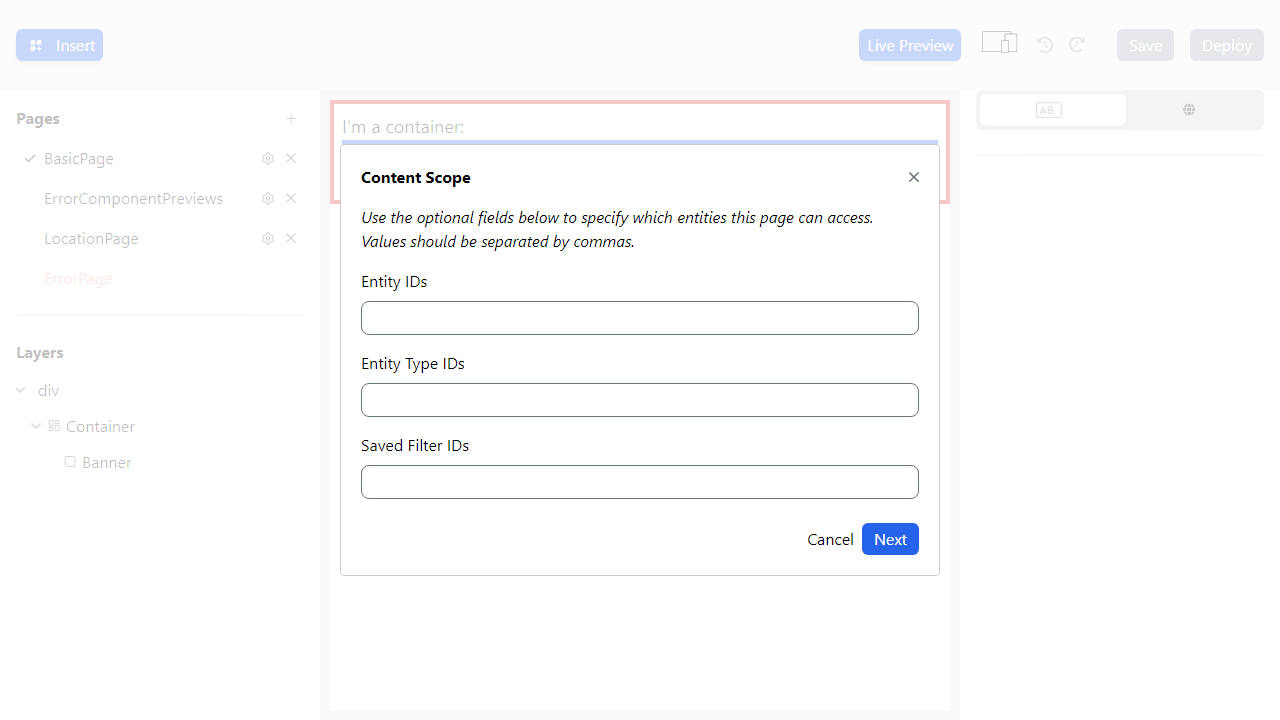 Insert
Live Preview
Save
Deploy
Pages
BasicPage
ErrorComponentPreviews
LocationPage
ErrorPage
Layers
div
Container
Banner
I'm a container:
Content Scope
Use the optional fields below to specify which entities this page can access.
Values should be separated by commas.
Entity IDs
Entity Type IDs
Saved Filter IDs
Cancel
Next
AB